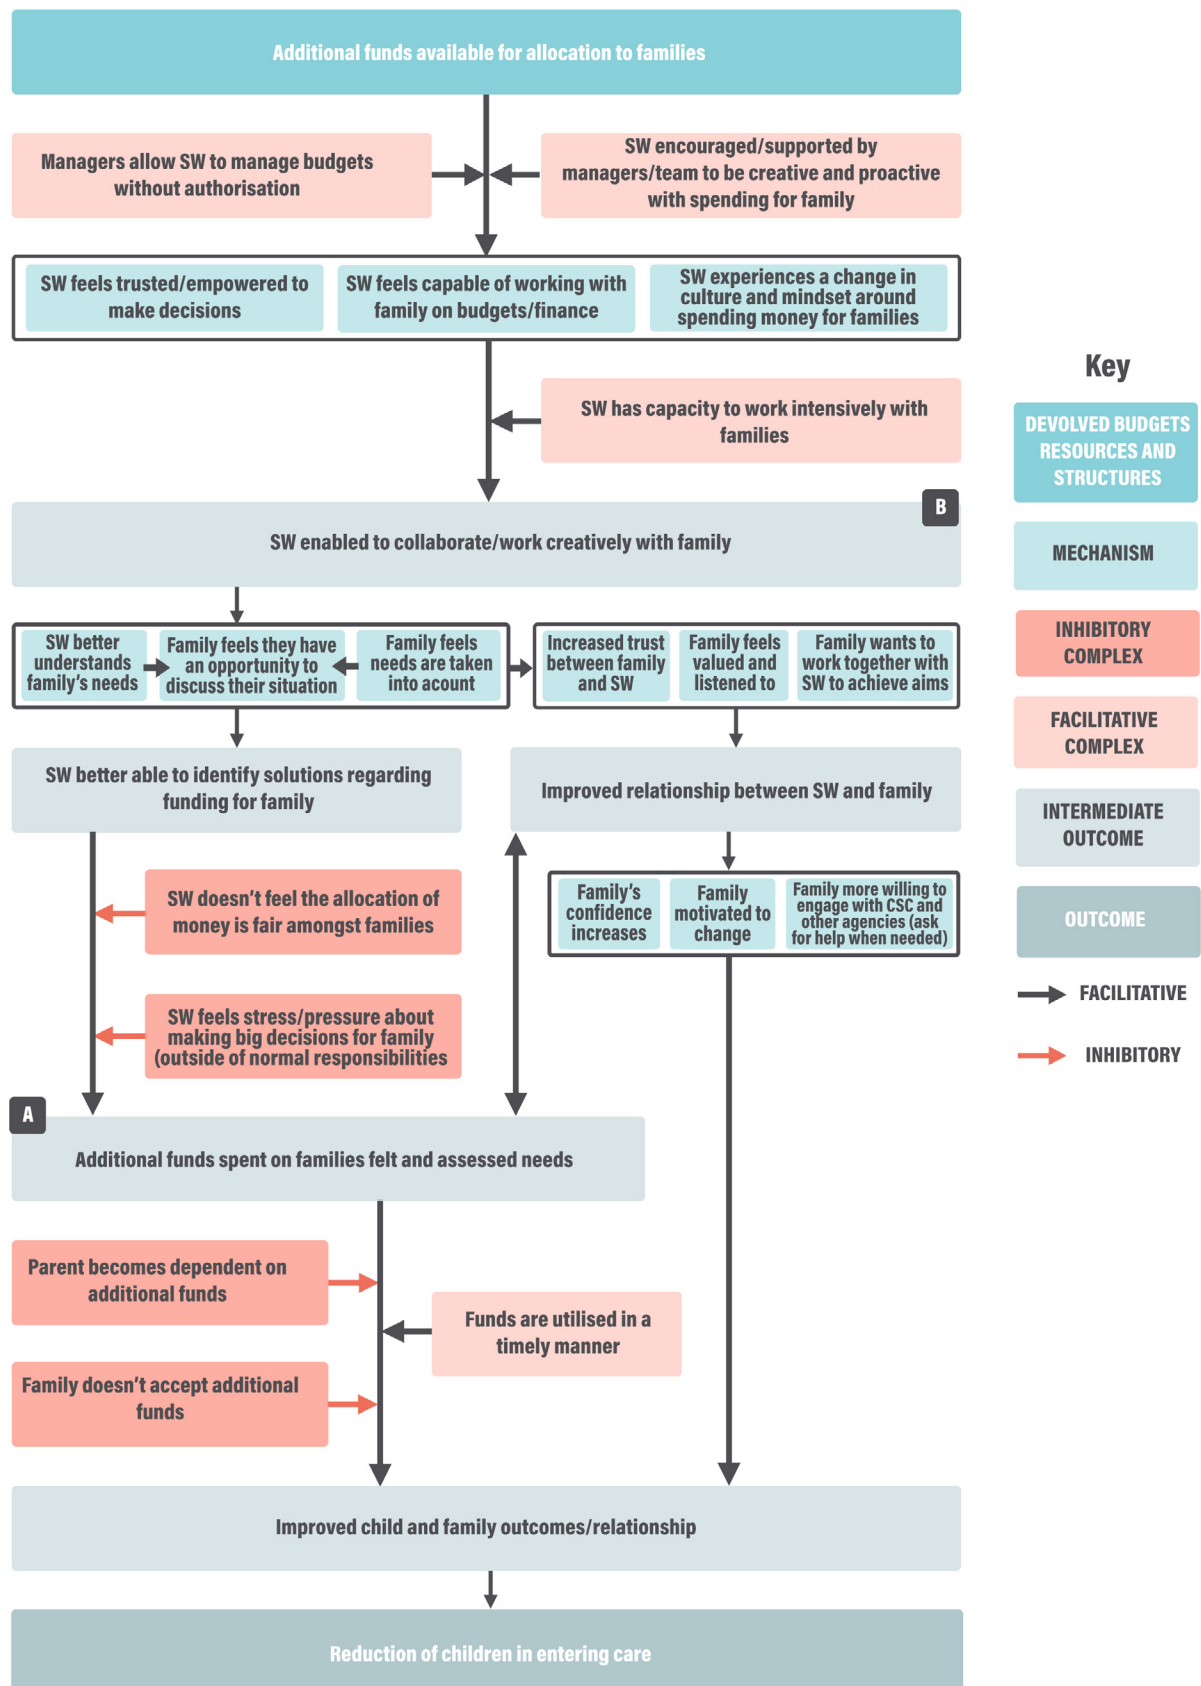 Additional funds available for allocation to families
Managers allow SW to manage budgets
without authorisation
SW encouraged/supported by
managers/team to be creative and proactive
with spending for family
SW feels trusted/empowered to
make decisions
SW feels capable of working with
family on budgets/finance
SW experiences a change in
culture and mindset around
spending money for families
SW has capacity to work intensively with
families
B
SW enabled to collaborate/work creatively with family
SW better
understands
family's needs
Family feels they have
an opportunity to
discuss their situation
Family feels
needs are taken
into acount
Increased trust
between family
and SW
Family feels
valued and
listened to
Family wants to
work together with
SW to achieve aims
SW better able to identify solutions regarding
funding for family
Improved relationship between SW and family
SW doesn't feel the allocation of
money is fair amongst families
Family's
confidence
increases
Family
motivated to
change
Family more willing to
engage with CSC and
other agencies (ask
for help when needed)
SW feels stress/pressure about
making big decisions for family
(outside of normal responsibilities
A
Additional funds spent on families felt and assessed needs
Parent becomes dependent on
additional funds
Funds are utilised in a
timely manner
Family doesn't accept additional
funds
Improved child and family outcomes/relationship
Reduction of children in entering care
Key
DEVOLVED BUDGETS
RESOURCES AND
STRUCTURES
MECHANISM
INHIBITORY
COMPLEX
FACILITATIVE
COMPLEX
INTERMEDIATE
OUTCOME
OUTCOME
FACILITATIVE
INHIBITORY